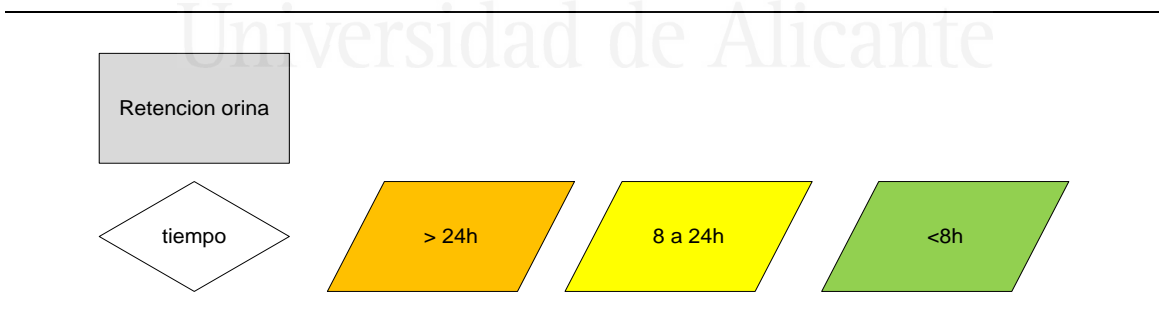 Universidad de Alicante
Retencion orina
tiempo
> 24h
8 a 24h
<8h